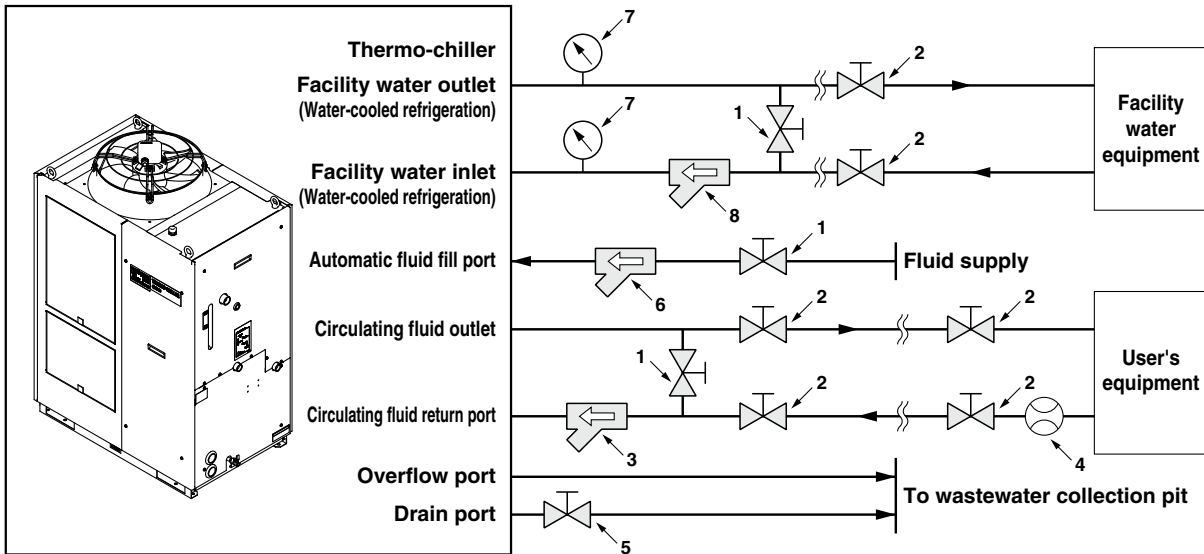 7
Thermo-chiller
2
Facility water outlet
(Water-cooled refrigeration)
1
Facility
water
equipment
7
2
Facility water inlet
(Water-cooled refrigeration)
8
1
Automatic fluid fill port
Fluid supply
6
2
2
Circulating fluid outlet
1
User's
equipment
2
2
Circulating fluid return port
3
4
Overflow port
To wastewater collection pit
Drain port
5